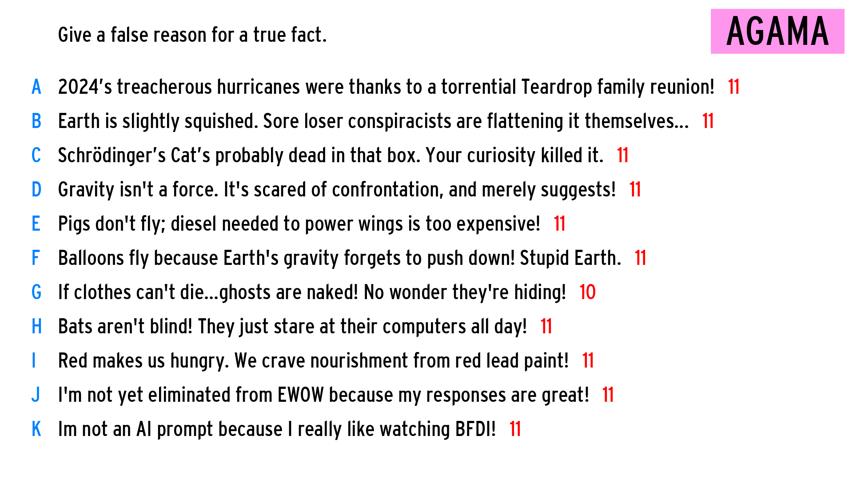 Give a false reason for a true fact.
AGAMA
A 2024's treacherous hurricanes were thanks to a torrential Teardrop family reunion! 11
B Earth is slightly squished. Sore loser conspiracists are flattening it themselves... 11
C Schrödinger's Cat's probably dead in that box. Your curiosity killed it. 11
D Gravity isn't a force. It's scared of confrontation, and merely suggests! 11
E Pigs don't fly; diesel needed to power wings is too expensive! 11
F Balloons fly because Earth's gravity forgets to push down! Stupid Earth. 11
G If clothes can't die...ghosts are naked! No wonder they're hiding! 10
H Bats aren't blind! They just stare at their computers all day! 11
I Red makes us hungry. We crave nourishment from red lead paint! 11
J I'm not yet eliminated from EWOW because my responses are great! 11
K Im not an AI prompt because I really like watching BFDI! 11